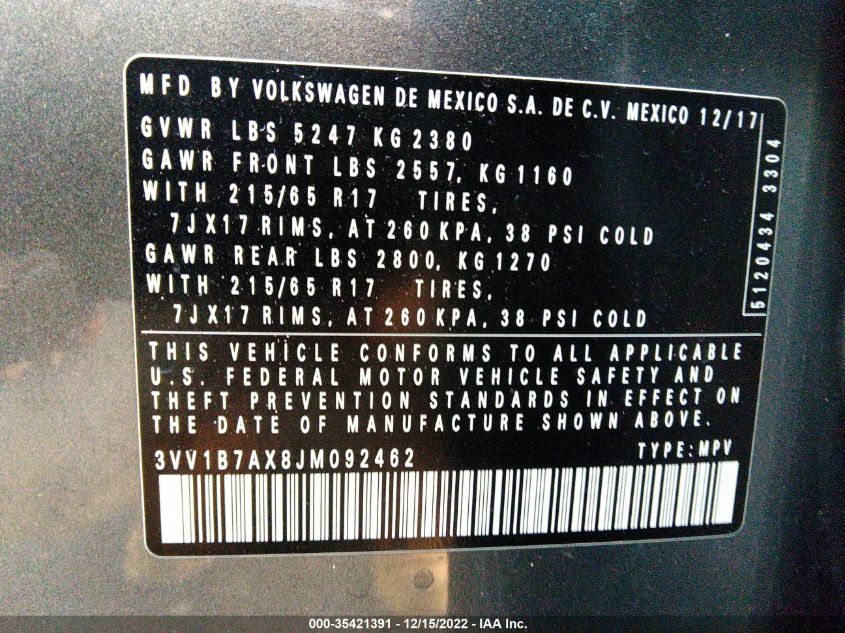 MFD BY VOLKSWAGEN DE MEXICO S.A. DE C.V. MEXICO 12/17
GVWR LBS 5247 KG 2380
GAWR FRONT LBS 2557, KG 1160
WITH 215/65 R17 TIRES,
7JX17 RIMS, AT 260 KPA, 38 PSI COLD
GAWR REAR LBS 2800, KG 1270
WITH 215/65 R17 TIRES,
7JX17 RIMS, AT 260 KPA, 38 PSI COLD
5120434 3304
THIS VEHICLE CONFORMS TO ALL APPLICABLE
U.S. FEDERAL MOTOR VEHICLE SAFETY AND
THEFT PREVENTION STANDARDS IN EFFECT ON
THE DATE OF MANUFACTURE SHOWN ABOVE.
3VV1B7AX8JM092462 TYPE: MPV
000-35421391 - 12/15/2022 - IAA Inc.